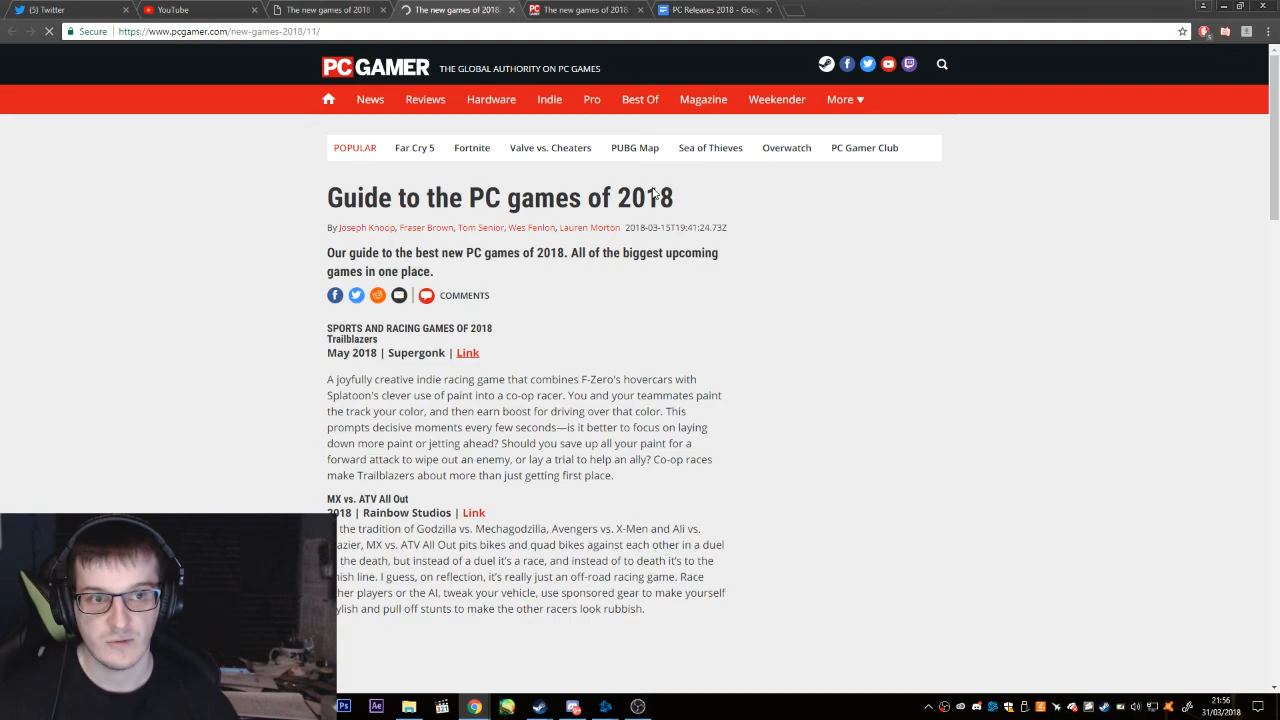 (5) Twitter
YouTube
The new games of 2018
new games of 2018:
The new games of 2018
PC Releases 2018 - Goo
Secure
https://www.pcgamer.com/new-games-2018/11/
PC GAMER
THE GLOBAL AUTHORITY ON PC GAMES
News Reviews Hardware Indie Pro Best Of Magazine Weekender More
POPULAR Far Cry 5 Fortnite Valve vs. Cheaters PUBG Map Sea of Thieves Overwatch PC Gamer Club
Guide to the PC games of 2018
By Joseph Knoop, Fraser Brown, Tom Senior, Wes Fenlon, Lauren Morton 2018-03-15T19:41:24.73Z
Our guide to the best new PC games of 2018. All of the biggest upcoming
games in one place.
COMMENTS
SPORTS AND RACING GAMES OF 2018
Trailblazers
May 2018 | Supergonk | Link
A joyfully creative indie racing game that combines F-Zero's hovercars with
Splatoon's clever use of paint into a co-op racer. You and your teammates paint
the track your color, and then earn boost for driving over that color. This
prompts decisive moments every few seconds—is it better to focus on laying
down more paint or jetting ahead? Should you save up all your paint for a
forward attack to wipe out an enemy, or lay a trial to help an ally? Co-op races
make Trailblazers about more than just getting first place.
MX vs. ATV All Out
2018 | Rainbow Studios | Link
the tradition of Godzilla vs. Mechagodzilla, Avengers vs. X-Men and Ali vs.
azier, MX vs. ATV All Out pits bikes and quad bikes against each other in a duel
the death, but instead of a duel it's a race, and instead of to death it's to the
nish line. I guess, on reflection, it's really just an off-road racing game. Race
her players or the AI, tweak your vehicle, use sponsored gear to make yourself
ylish and pull off stunts to make the other racers look rubbish.
Ps Ae
21:56
31/03/2018